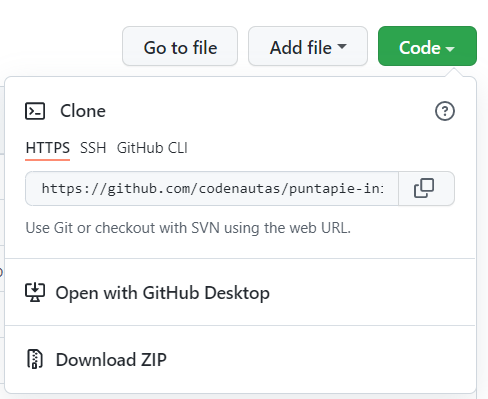 Go to file Add file Code
Clone
HTTPS SSH GitHub CLI
https://github.com/codenautas/puntapie-in
Use Git or checkout with SVN using the web URL.
Open with GitHub Desktop
Download ZIP